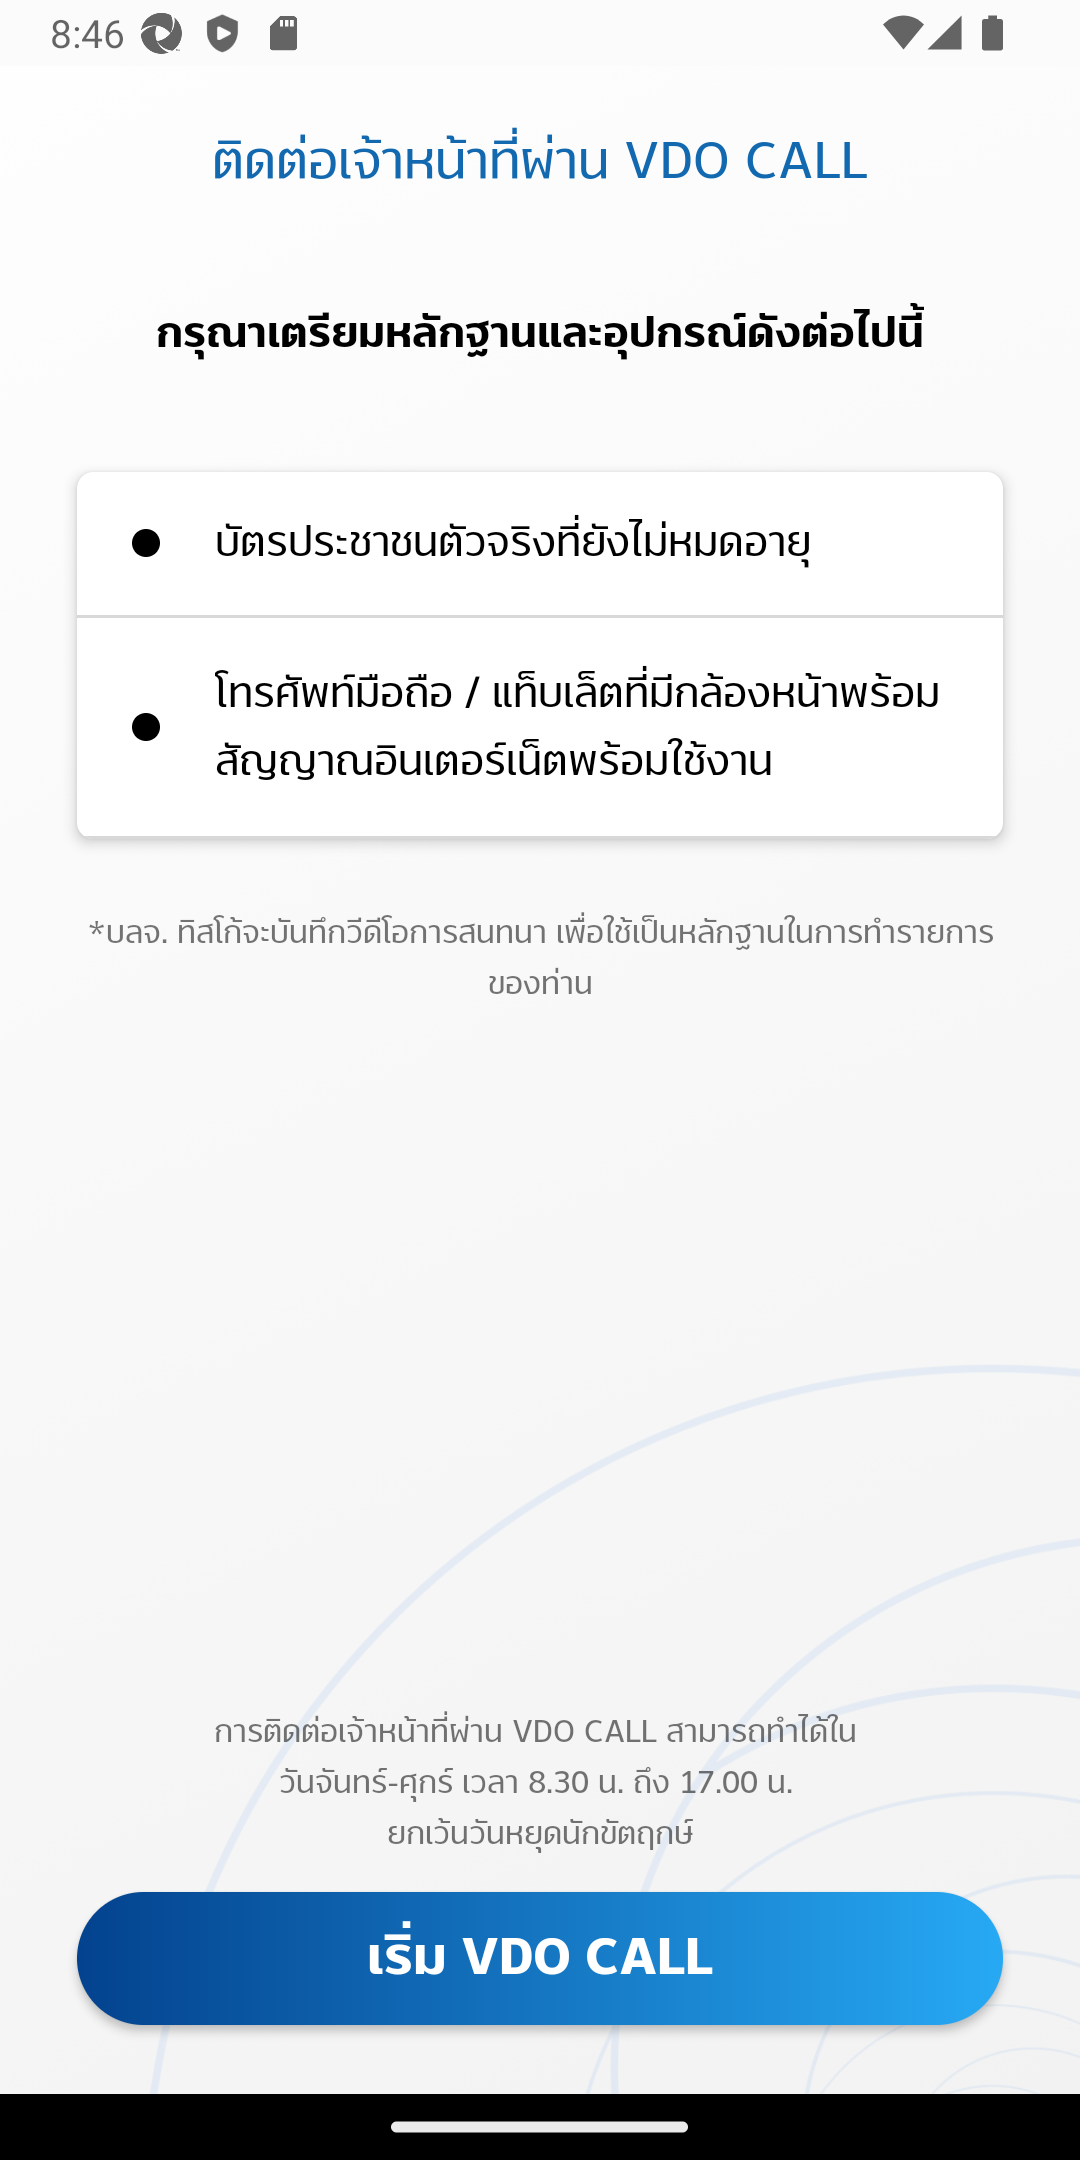 8:46
ติดต่อเจ้าหน้าที่ผ่าน VDO CALL
กรุณาเตรียมหลักฐานและอุปกรณ์ดังต่อไปนี้
บัตรประชาชนตัวจริงที่ยังไม่หมดอายุ
โทรศัพท์มือถือ / แท็บเล็ตที่มีกล้องหน้าพร้อม
สัญญาณอินเตอร์เน็ตพร้อมใช้งาน
*บลจ. ทิสโก้จะบันทึกวีดีโอการสนทนา เพื่อใช้เป็นหลักฐานในการทำรายการ
ของท่าน
การติดต่อเจ้าหน้าที่ผ่าน VDO CALL สามารถทำได้ใน
วันจันทร์-ศุกร์ เวลา 8.30 น. ถึง 17.00 น.
ยกเว้นวันหยุดนักขัตฤกษ์
เริ่ม VDO CALL